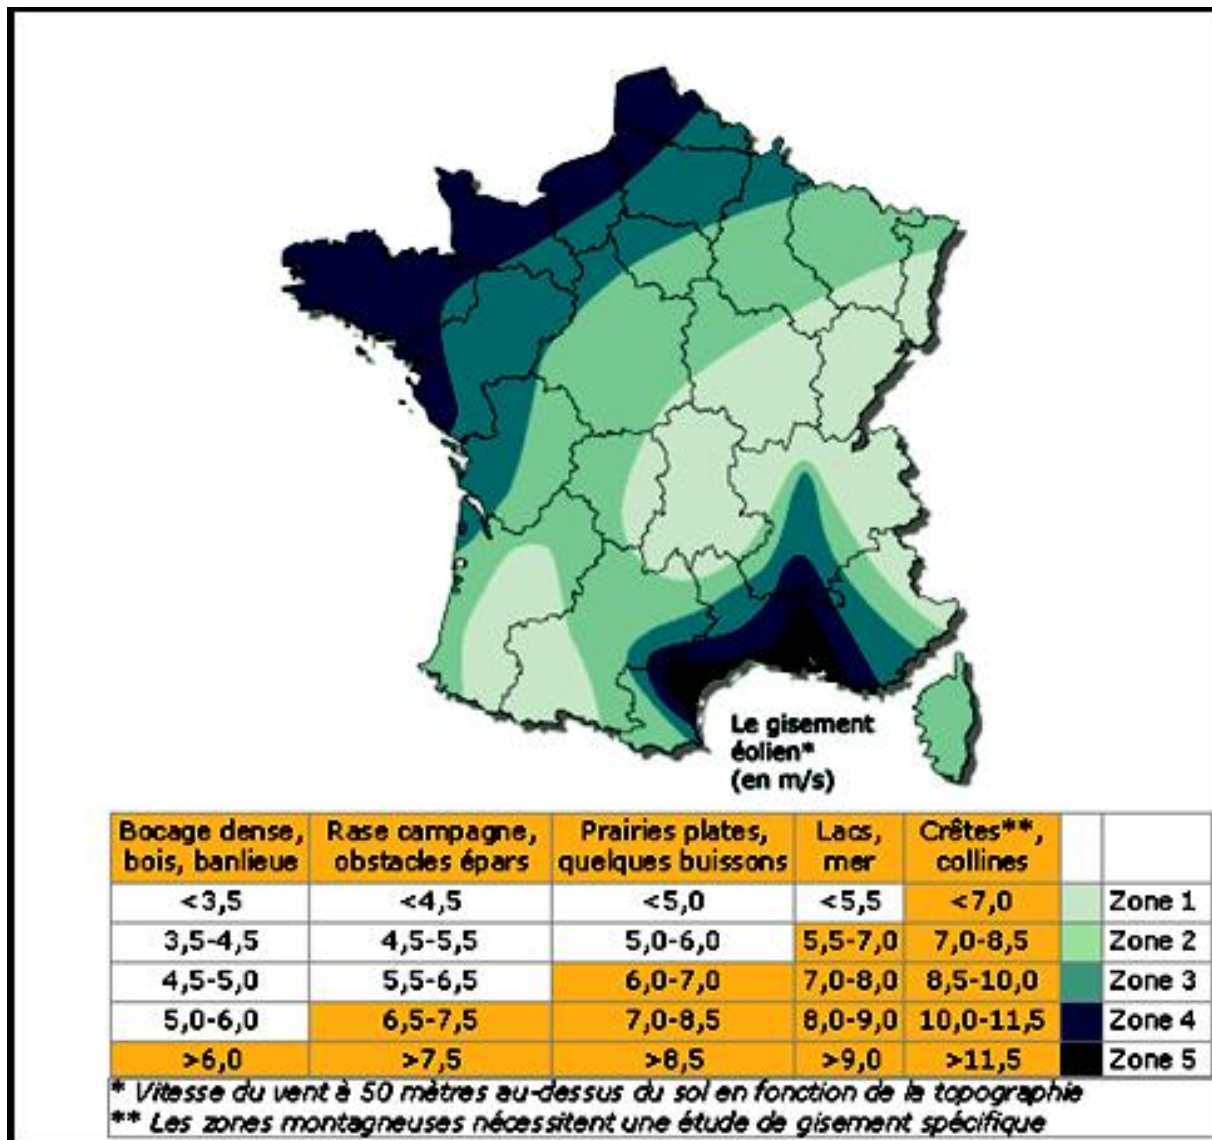 Le gisement
éolien*
(en m/s)
Bocage dense, Rase campagne, Prairies plates, Lacs, Crêtes**,
bois, banlieue obstacles épars quelques buissons mer collines
<3,5 <4,5 <5,0 <5,5 <7,0 Zone 1
3,5-4,5 4,5-5,5 5,0-6,0 5,5-7,0 7,0-8,5 Zone 2
4,5-5,0 5,5-6,5 6,0-7,0 7,0-8,0 8,5-10,0 Zone 3
5,0-6,0 6,5-7,5 7,0-8,5 8,0-9,0 10,0-11,5 Zone 4
>6,0 >7,5 >8,5 >9,0 >11,5 Zone 5
* Vitesse du vent à 50 mètres au-dessus du sol en fonction de la topographie
** Les zones montagneuses nécessitent une étude de gisement spécifique